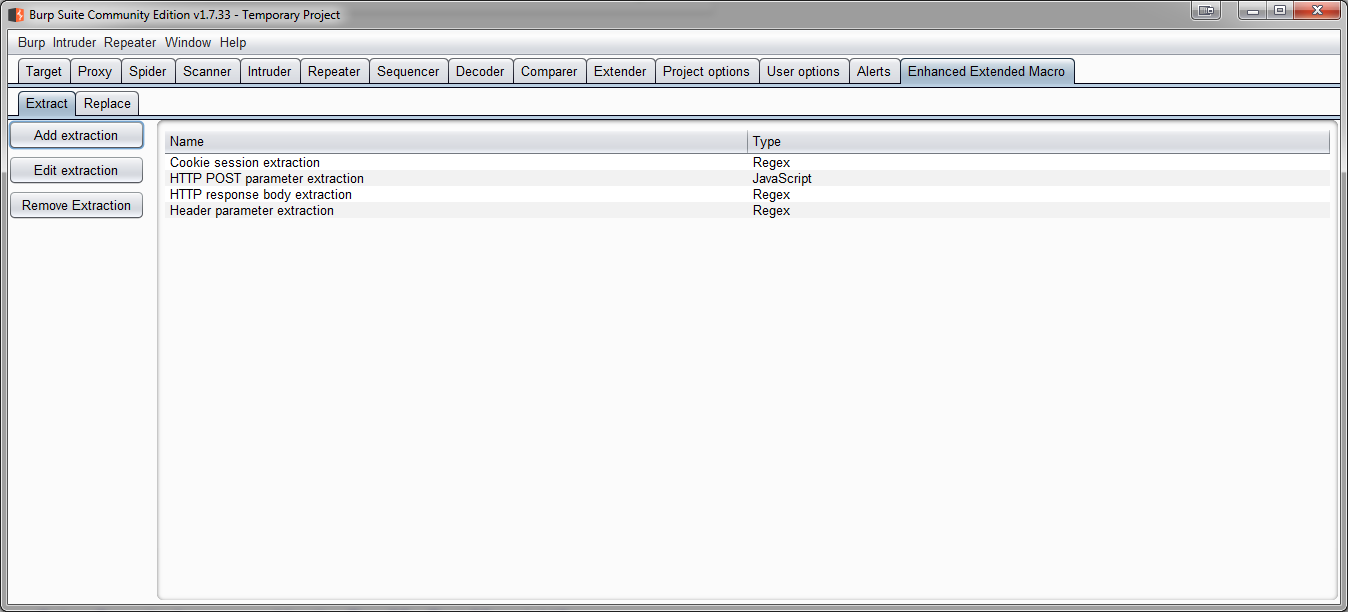 Burp Suite Community Edition v1.7.33 - Temporary Project
Burp Intruder Repeater Window Help
Target Proxy Spider Scanner Intruder Repeater Sequencer Decoder Comparer Extender Project options User options Alerts Enhanced Extended Macro
Extract Replace
Add extraction
Edit extraction
Remove Extraction
Name Type
Cookie session extraction Regex
HTTP POST parameter extraction JavaScript
HTTP response body extraction Regex
Header parameter extraction Regex